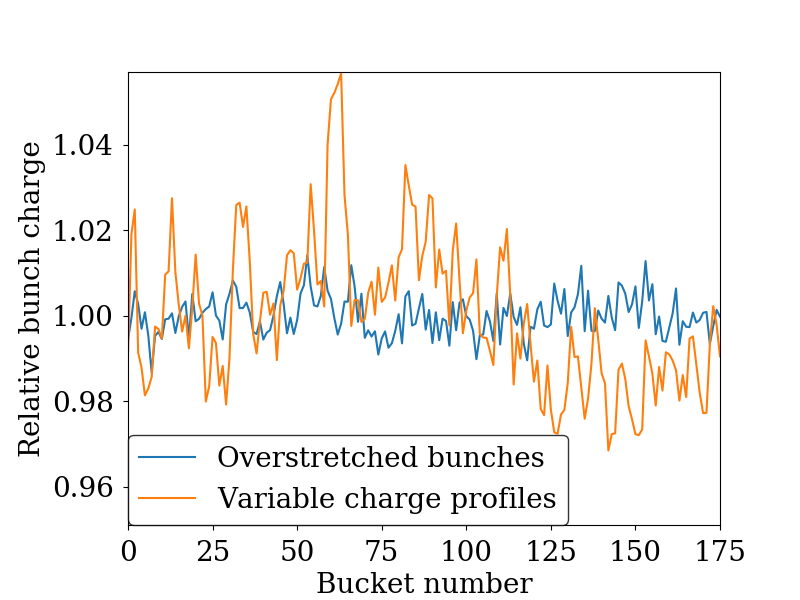 Relative bunch charge
1.04
1.02
1.00
0.98
0.96
Overstretched bunches
Variable charge profiles
0 25 50 75 100 125 150 175
Bucket number